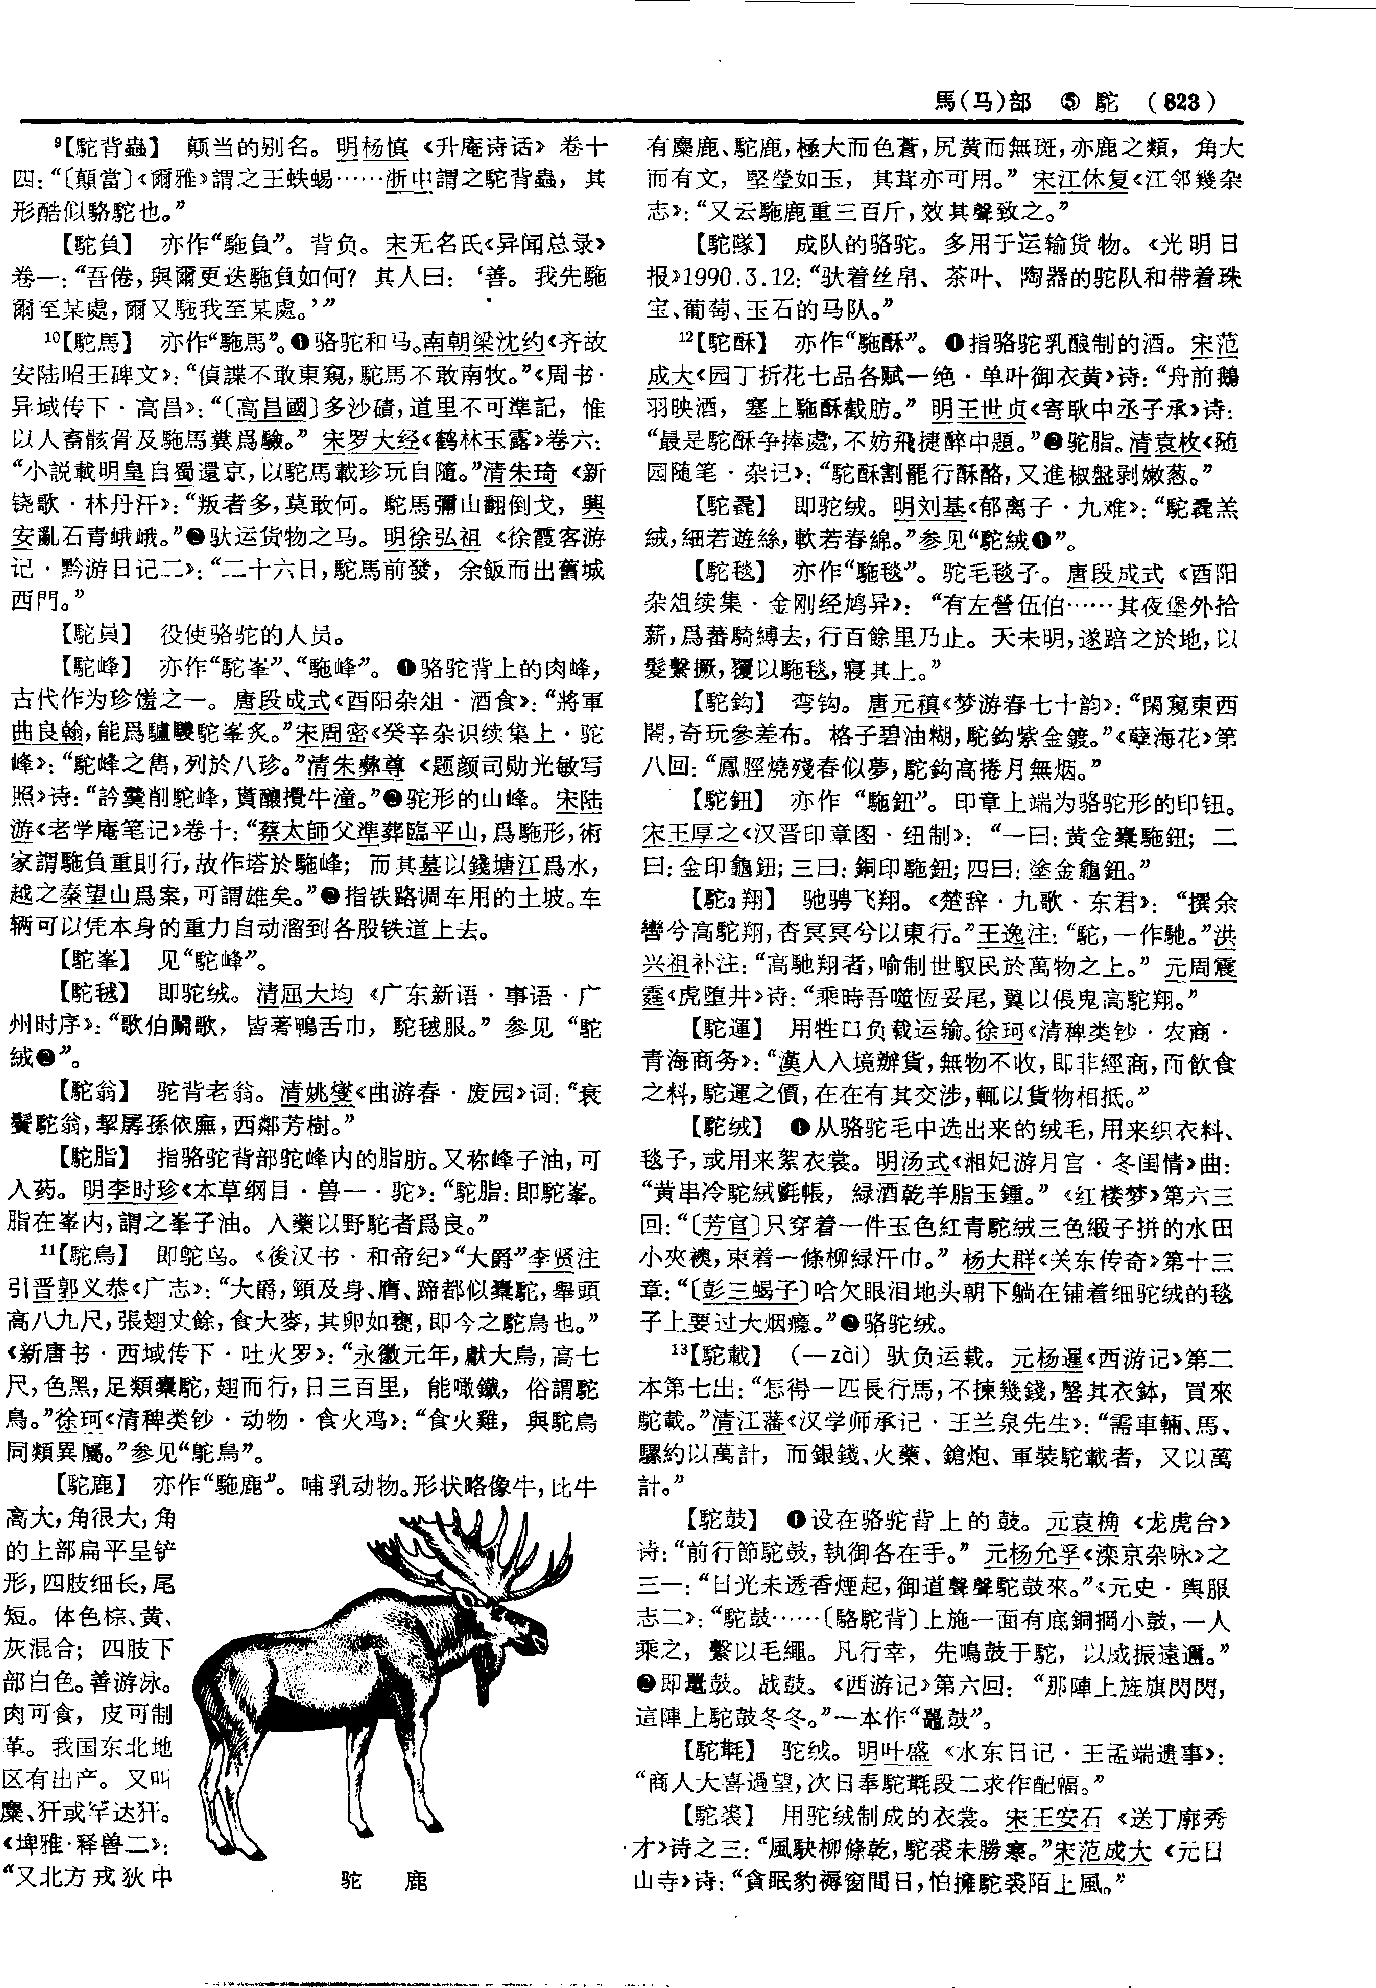 馬(马)部　⑤　駝　(823)
⁹【駝背蟲】　颠当的别名。明杨慎《升庵诗话》卷十
四：“〔顛當〕《爾雅》謂之王蛈蜴……浙中謂之駝背蟲，其
形酷似駱駝也。”
【駝負】　亦作“駞負”。背负。宋无名氏《异闻总录》
卷一：“吾倦，與爾更迭駞負如何？其人曰：‘善。我先駞
爾至某處，爾又駞我至某處。’”
¹⁰【駝馬】　亦作“駞馬”。❶骆驼和马。南朝梁沈约《齐故
安陆昭王碑文》：“偵諜不敢東窺，駝馬不敢南牧。”《周书·
异域传下·高昌》：“〔高昌國〕多沙磧，道里不可準記，惟
以人畜骸骨及駞馬糞爲驗。”宋罗大经《鹤林玉露》卷六：
“小説載明皇自蜀還京，以駝馬載珍玩自隨。”清朱琦《新
铙歌·林丹汗》：“叛者多，莫敢何。駝馬彌山翻倒戈，興
安亂石青峨峨。”❷驮运货物之马。明徐弘祖《徐霞客游
记·黔游日记二》：“二十六日，駝馬前發，余飯而出舊城
西門。”
【駝員】　役使骆驼的人员。
【駝峰】　亦作“駝峯”、“駞峰”。❶骆驼背上的肉峰，
古代作为珍馐之一。唐段成式《酉阳杂俎·酒食》：“將軍
曲良翰，能爲驢駿駝峯炙。”宋周密《癸辛杂识续集上·驼
峰》：“駝峰之雋，列於八珍。”清朱彝尊《题颜司勋光敏写
照》诗：“訡羹削駝峰，貰釀攪牛潼。”❷驼形的山峰。宋陆
游《老学庵笔记》卷十：“蔡太師父準葬臨平山，爲駞形，術
家謂駞負重則行，故作塔於駞峰；而其墓以錢塘江爲水，
越之秦望山爲案，可謂雄矣。”❸指铁路调车用的土坡。车
辆可以凭本身的重力自动溜到各股铁道上去。
【駝峯】　见“駝峰”。
【駝毧】　即驼绒。清屈大均《广东新语·事语·广
州时序》：“歌伯鬭歌，皆著鴨舌巾，駝毧服。”参见“駝
绒❷”。
【駝翁】　驼背老翁。清姚燮《曲游春·废园》词：“衰
鬢駝翁，挈孱孫依廡，西鄰芳樹。”
【駝脂】　指骆驼背部驼峰内的脂肪。又称峰子油，可
入药。明李时珍《本草纲目·兽一·驼》：“駝脂：即駝峯。
脂在峯内，謂之峯子油。入藥以野駝者爲良。”
¹¹【駝鳥】　即鸵鸟。《後汉书·和帝纪》“大爵”李贤注
引晋郭义恭《广志》：“大爵，頸及身、膺、蹄都似橐駝，舉頭
高八九尺，張翅丈餘，食大麥，其卵如甕，即今之駝鳥也。”
《新唐书·西域传下·吐火罗》：“永徽元年，獻大鳥，高七
尺，色黑，足類橐駝，翅而行，日三百里，能噉鐵，俗謂駝
鳥。”徐珂《清稗类钞·动物·食火鸡》：“食火雞，與駝鳥
同類異屬。”参见“鴕鳥”。
【駝鹿】　亦作“駞鹿”。哺乳动物。形状略像牛，比牛
高大，角很大，角
的上部扁平呈铲
形，四肢细长，尾
短。体色棕、黄、
灰混合；四肢下
部白色。善游泳。
肉可食，皮可制
革。我国东北地
区有出产。又叫
麋、犴或罕达犴。
《埤雅·释兽二》：
“又北方戎狄中
驼　鹿
有麋鹿、駝鹿，極大而色蒼，尻黄而無斑，亦鹿之類，角大
而有文，堅瑩如玉，其茸亦可用。”宋江休复《江邻幾杂
志》：“又云駞鹿重三百斤，效其聲致之。”
【駝隊】　成队的骆驼。多用于运输货物。《光明日
报》1990.3.12：“驮着丝帛、茶叶、陶器的驼队和带着珠
宝、葡萄、玉石的马队。”
¹²【駝酥】　亦作“駞酥”。❶指骆驼乳酿制的酒。宋范
成大《园丁折花七品各赋一绝·单叶御衣黄》诗：“舟前鵝
羽映酒，塞上駞酥截肪。”明王世贞《寄耿中丞子承》诗：
“最是駝酥争捧處，不妨飛捷醉中題。”❷驼脂。清袁枚《随
园随笔·杂记》：“駝酥割罷行酥酪，又進椒盤剥嫩葱。”
【駝毳】　即驼绒。明刘基《郁离子·九难》：“駝毳羔
絨，細若遊絲，軟若春綿。”参见“駝絨❶”。
【駝毯】　亦作“駞毯”。驼毛毯子。唐段成式《酉阳
杂俎续集·金刚经鸠异》：“有左營伍伯……其夜堡外拾
薪，爲蕃騎縛去，行百餘里乃止。天未明，遂踣之於地，以
髮繫橛，覆以駞毯，寢其上。”
【駝鈎】　弯钩。唐元稹《梦游春七十韵》：“閑窺東西
閤，奇玩參差布。格子碧油糊，駝鈎紫金鍍。”《孽海花》第
八回：“鳳脛燒殘春似夢，駝鈎高捲月無烟。”
【駝鈕】　亦作“駞鈕”。印章上端为骆驼形的印钮。
宋王厚之《汉晋印章图·纽制》：“一曰：黄金橐駞鈕；二
曰：金印龜鈕；三曰：銅印駞鈕；四曰：塗金龜鈕。”
【駝₂翔】　驰骋飞翔。《楚辞·九歌·东君》：“撰余
轡兮高駝翔，杳冥冥兮以東行。”王逸注：“駝，一作馳。”洪
兴祖补注：“高馳翔者，喻制世馭民於萬物之上。”元周震
霆《虎堕井》诗：“乘時吾噬恆妥尾，翼以倀鬼高駝翔。”
【駝運】　用牲口负载运输。徐珂《清稗类钞·农商·
青海商务》：“漢人入境辦貨，無物不收，即非經商，而飲食
之料，駝運之價，在在有其交涉，輒以貨物相抵。”
【駝绒】　❶从骆驼毛中选出来的绒毛，用来织衣料、
毯子，或用来絮衣裳。明汤式《湘妃游月宫·冬闺情》曲：
“黄串冷駝絨氈帳，緑酒乾羊脂玉鍾。”《红楼梦》第六三
回：“〔芳官〕只穿着一件玉色紅青駝絨三色緞子拼的水田
小夾襖，束着一條柳緑汗巾。”杨大群《关东传奇》第十三
章：“〔彭三蝎子〕哈欠眼泪地头朝下躺在铺着细驼绒的毯
子上要过大烟瘾。”❷骆驼绒。
¹³【駝載】　（—zài）驮负运载。元杨暹《西游记》第二
本第七出：“怎得一匹長行馬，不揀幾錢，罄其衣鉢，買來
駝載。”清江藩《汉学师承记·王兰泉先生》：“需車輛、馬、
騾約以萬計，而銀錢、火藥、鎗炮、軍裝駝載者，又以萬
計。”
【駝鼓】　❶设在骆驼背上的鼓。元袁桷《龙虎台》
诗：“前行節駝鼓，執御各在手。”元杨允孚《滦京杂咏》之
三一：“日光未透香煙起，御道聲聲駝鼓來。”《元史·舆服
志二》：“駝鼓……〔駱駝背〕上施一面有底銅掆小鼓，一人
乘之，繫以毛繩。凡行幸，先鳴鼓于駝，以威振遠邇。”
❷即鼉鼓。战鼓。《西游记》第六回：“那陣上旌旗閃閃，
這陣上駝鼓冬冬。”一本作“鼉鼓”。
【駝毼】　驼绒。明叶盛《水东日记·王孟端遗事》：
“商人大喜過望，次日奉駝毼段二求作配幅。”
【駝裘】　用驼绒制成的衣裳。宋王安石《送丁廓秀
才》诗之三：“風駃柳條乾，駝裘未勝寒。”宋范成大《元日
山寺》诗：“貪眠豹褥窗間日，怕擁駝裘陌上風。”